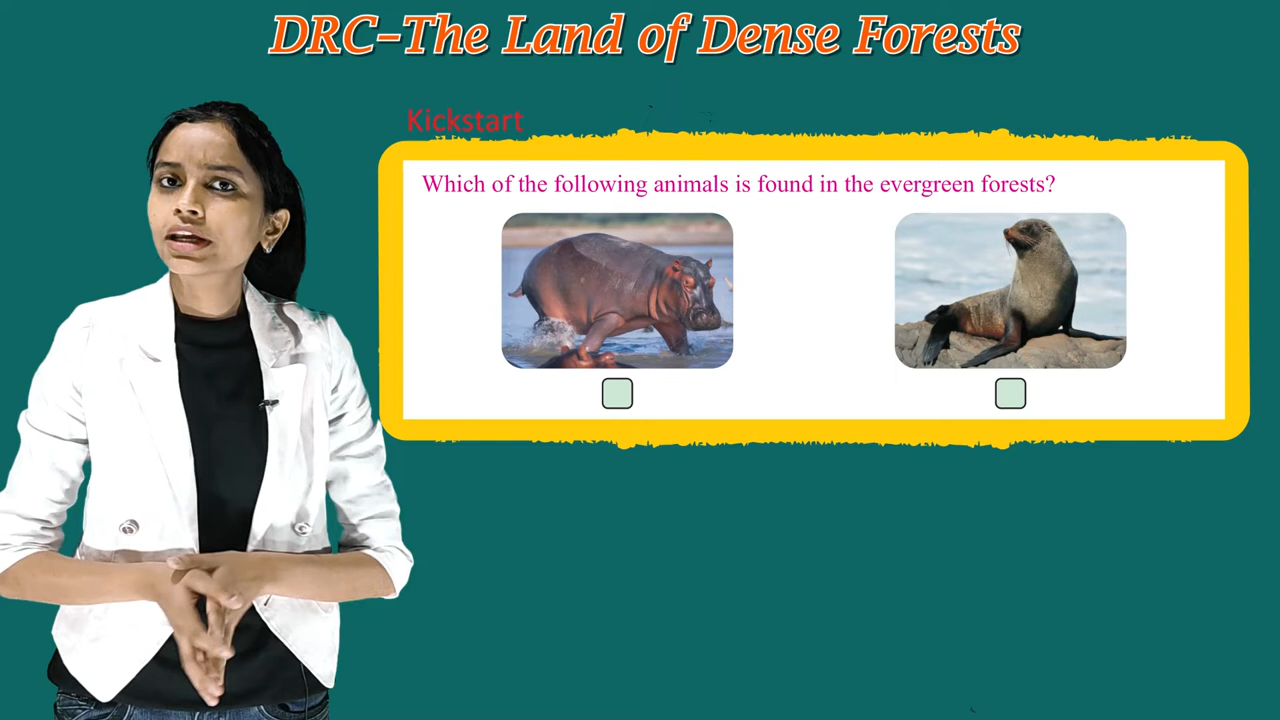 DRC-The Land of Dense Forests
Kickstart
Which of the following animals is found in the evergreen forests?